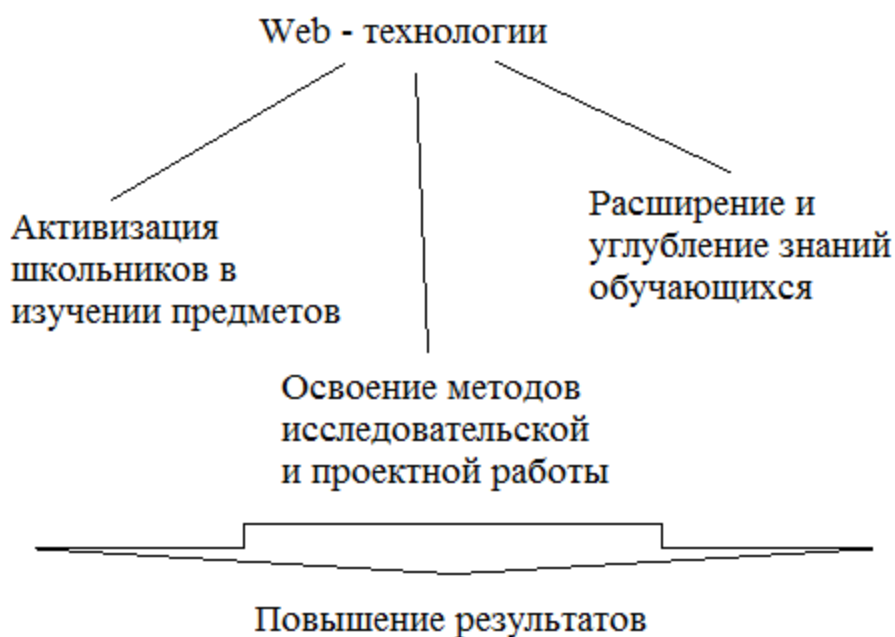 Web - технологии
Активизация
школьников в
изучении предметов
Расширение и
углубление знаний
обучающихся
Освоение методов
исследовательской
и проектной работы
Повышение результатов